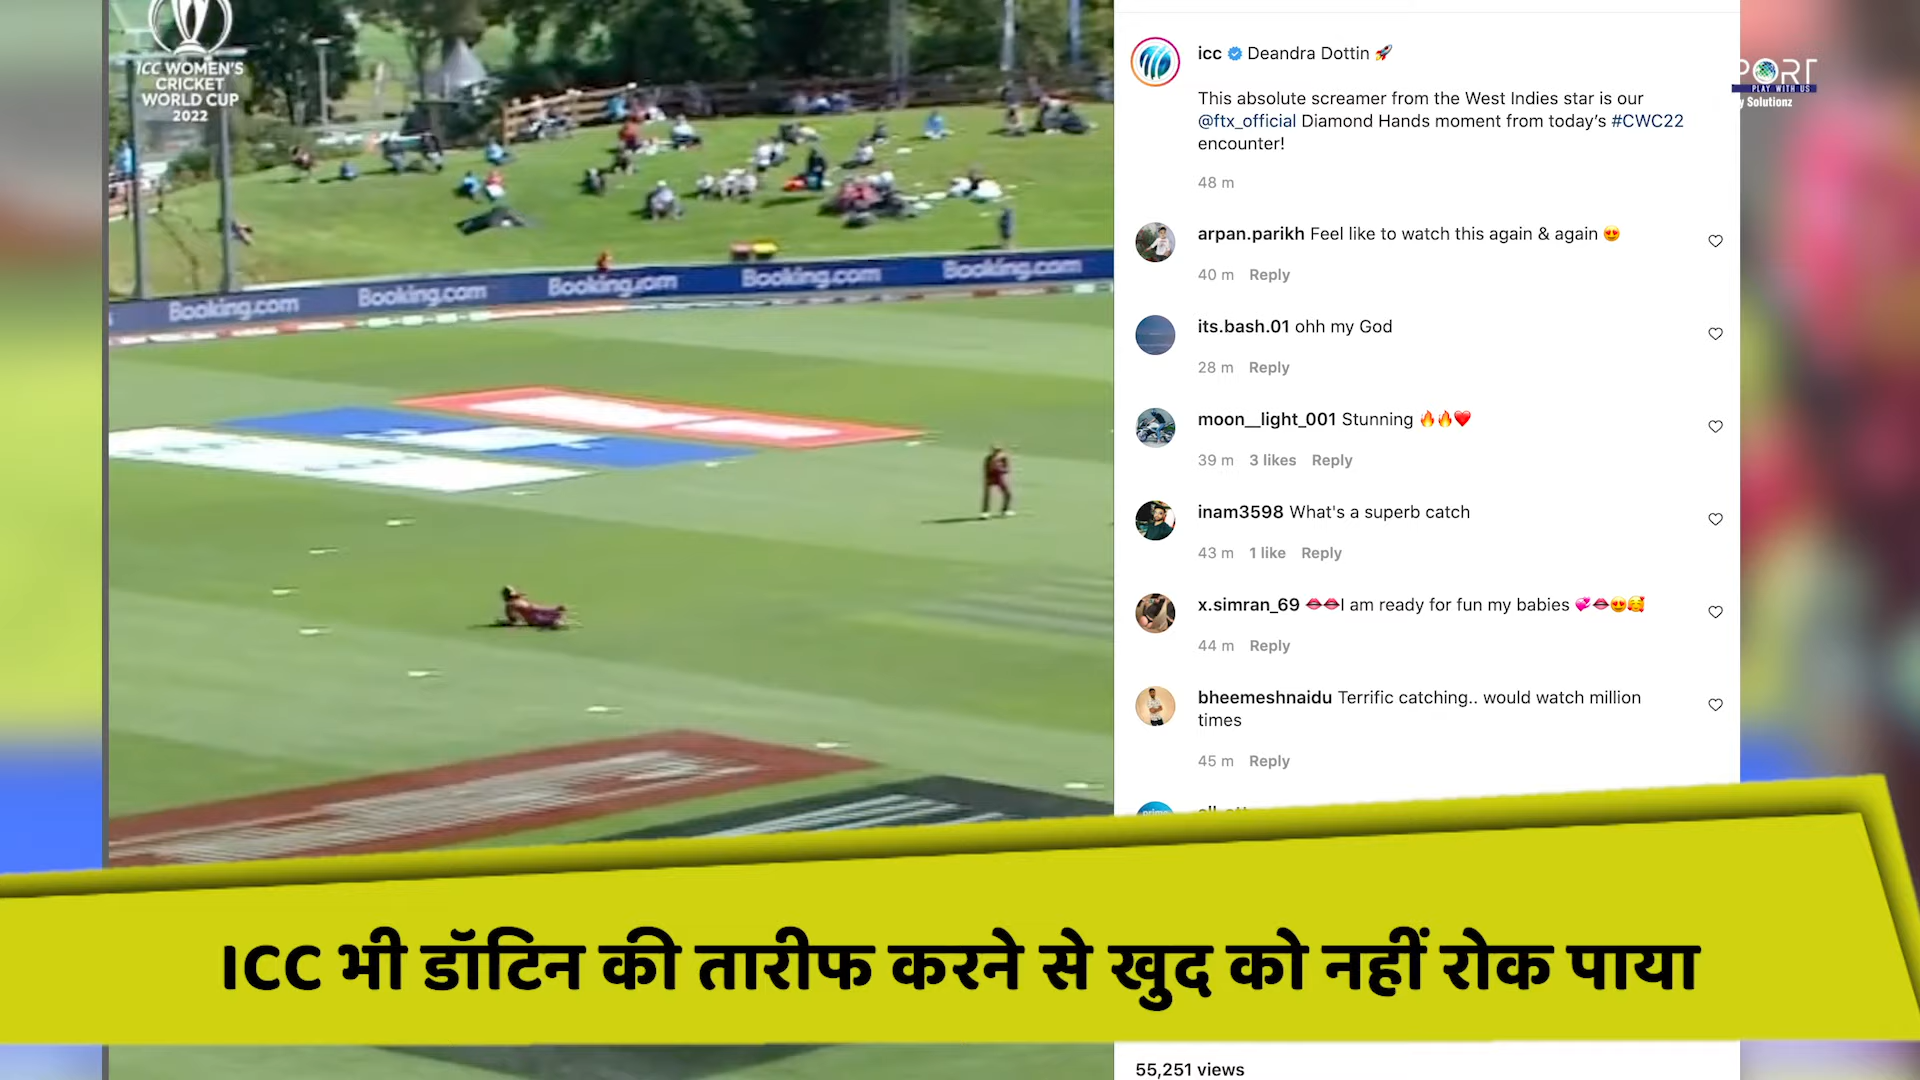 ICC WOMEN'S
CRICKET
WORLD CUP
2022
Booking.com
Booking.com
Booking.com
Booking.com
Booking.com
icc Deandra Dottin 🚀
This absolute screamer from the West Indies star is our
@ftx_official Diamond Hands moment from today's #CWC22
encounter!
48 m
arpan.parikh Feel like to watch this again & again 😍
40 m Reply
its.bash.01 ohh my God
28 m Reply
moon__light_001 Stunning 🔥🔥❤️
39 m 3 likes Reply
inam3598 What's a superb catch
43 m 1 like Reply
x.simran_69 👄👄I am ready for fun my babies 💞👄😍🥰
44 m Reply
bheemeshnaidu Terrific catching.. would watch million
times
45 m Reply
PORT
PLAY WITH US
y Solutionz
ICC भी डॉटिन की तारीफ करने से खुद को नहीं रोक पाया
55,251 views